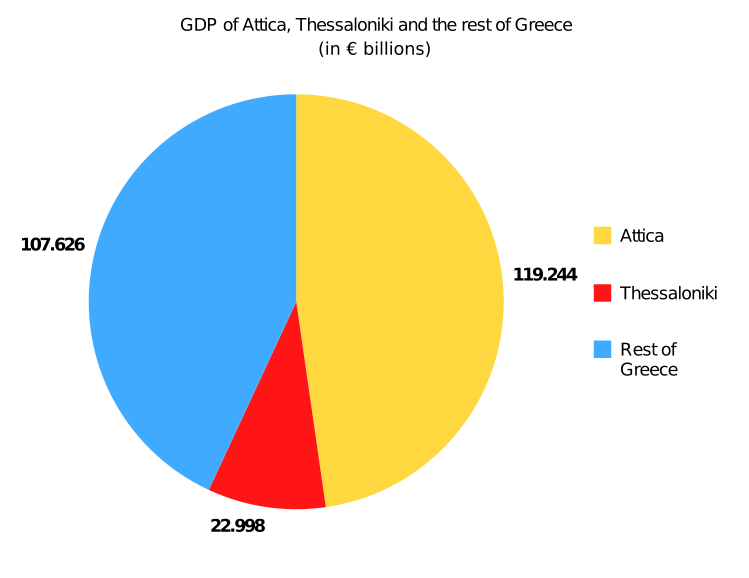 GDP of Attica, Thessaloniki and the rest of Greece
(in € billions)
107.626
119.244
22.998
Attica
Thessaloniki
Rest of
Greece